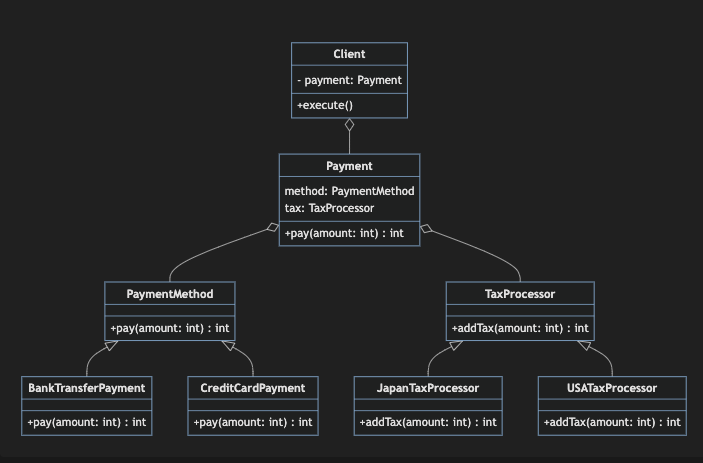 Client
- payment: Payment
+execute()
Payment
method: PaymentMethod
tax: TaxProcessor
+pay(amount: int) : int
PaymentMethod
+pay(amount: int) : int
TaxProcessor
+addTax(amount: int) : int
BankTransferPayment
+pay(amount: int) : int
CreditCardPayment
+pay(amount: int) : int
JapanTaxProcessor
+addTax(amount: int) : int
USATaxProcessor
+addTax(amount: int) : int